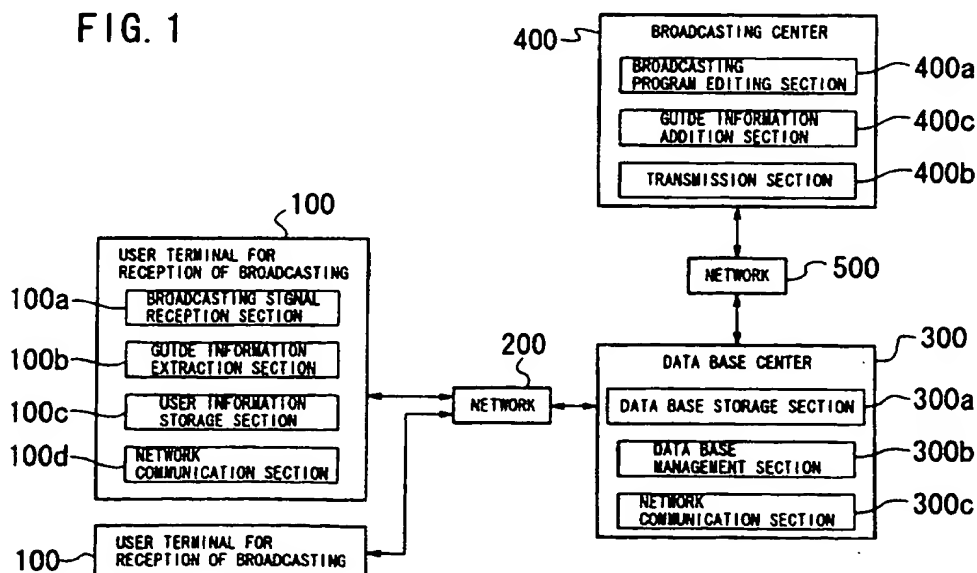 FIG. 1
400
BROADCASTING CENTER
BROADCASTING
PROGRAM EDITING SECTION
400a
GUIDE INFORMATION
ADDITION SECTION
400c
TRANSMISSION SECTION
400b
NETWORK
500
100
USER TERMINAL FOR
RECEPTION OF BROADCASTING
100a
BROADCASTING SIGNAL
RECEPTION SECTION
100b
GUIDE INFORMATION
EXTRACTION SECTION
100c
USER INFORMATION
STORAGE SECTION
100d
NETWORK
COMMUNICATION SECTION
200
NETWORK
DATA BASE CENTER
300
DATA BASE STORAGE SECTION
300a
DATA BASE
MANAGEMENT SECTION
300b
NETWORK
COMMUNICATION SECTION
300c
100
USER TERMINAL FOR
RECEPTION OF BROADCASTING